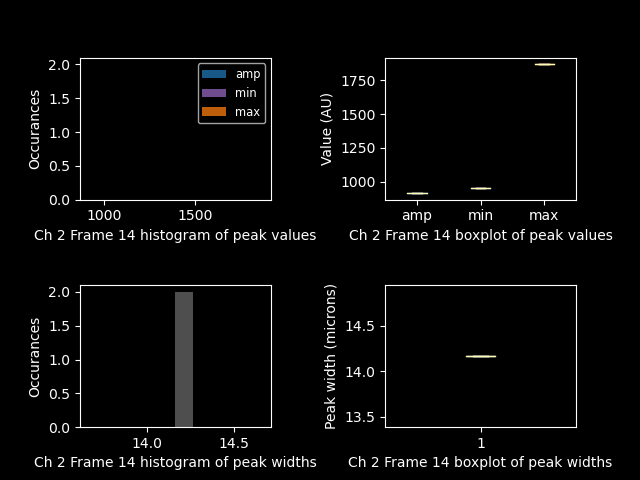 2.0
1.5
1.0
0.5
0.0
Occurances
amp
min
max
1000
1500
Ch 2 Frame 14 histogram of peak values
1750
1500
1250
1000
Value (AU)
amp
min
max
Ch 2 Frame 14 boxplot of peak values
2.0
1.5
1.0
0.5
0.0
Occurances
14.0
14.5
Ch 2 Frame 14 histogram of peak widths
14.5
14.0
13.5
Peak width (microns)
1
Ch 2 Frame 14 boxplot of peak widths